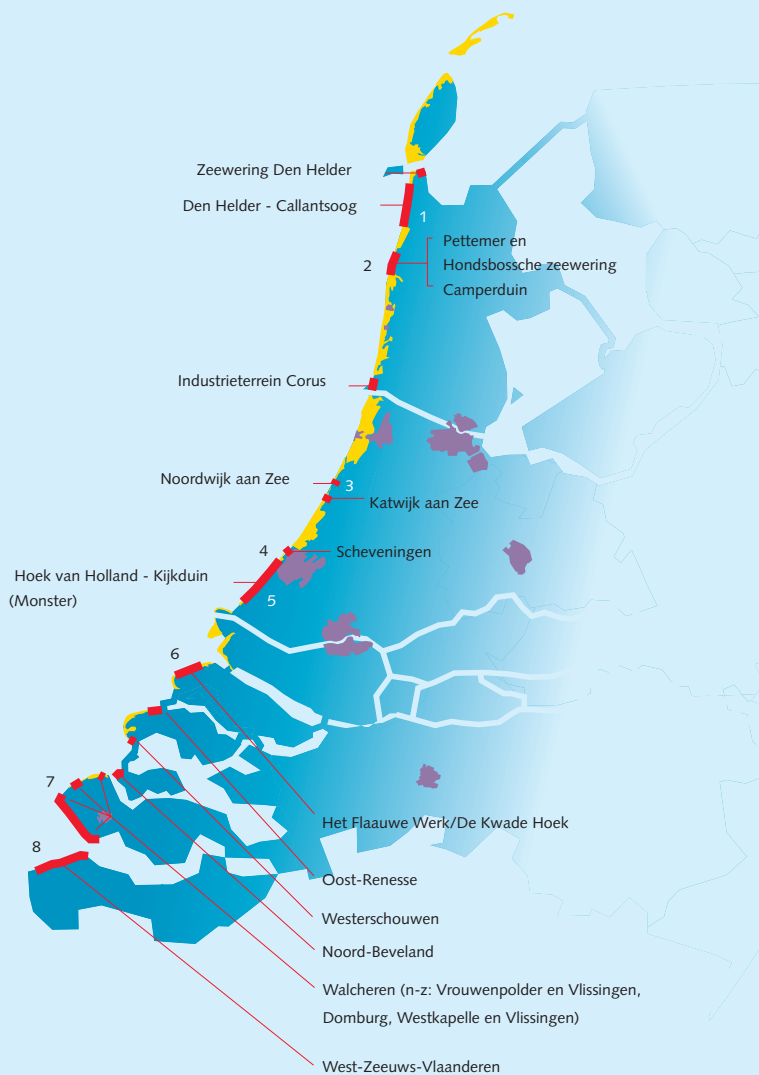 Zeewering Den Helder
Den Helder - Callantsoog
1
2
Pettemer en
Hondsbossche zeewering
Camperduin
Industrieterrein Corus
Noordwijk aan Zee
3
Katwijk aan Zee
4
Scheveningen
Hoek van Holland - Kijkduin
(Monster)
5
6
7
8
Het Flaauwe Werk/De Kwade Hoek
Oost-Renesse
Westerschouwen
Noord-Beveland
Walcheren (n-z: Vrouwenpolder en Vlissingen,
Domburg, Westkapelle en Vlissingen)
West-Zeeuws-Vlaanderen